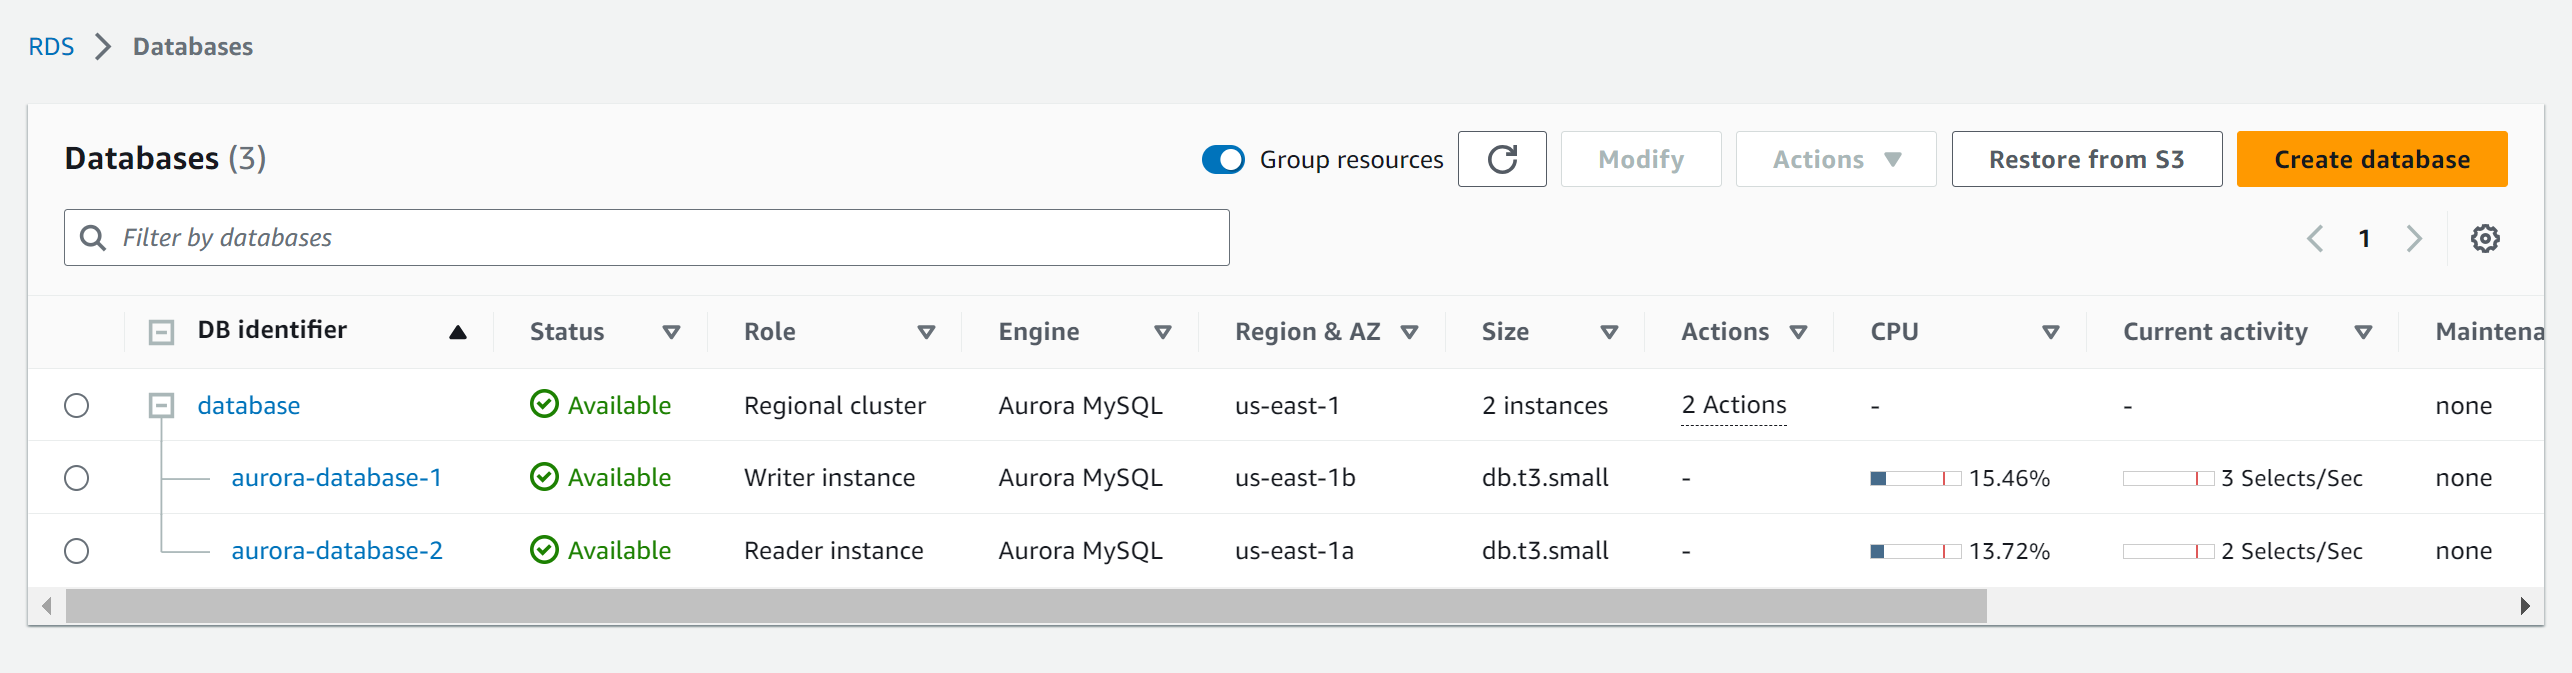 RDS > Databases
Databases (3) Group resources Modify Actions Restore from S3 Create database
Filter by databases 1
DB identifier Status Role Engine Region & AZ Size Actions CPU Current activity Maintena
database Available Regional cluster Aurora MySQL us-east-1 2 instances 2 Actions - - none
aurora-database-1 Available Writer instance Aurora MySQL us-east-1b db.t3.small - 15.46% 3 Selects/Sec none
aurora-database-2 Available Reader instance Aurora MySQL us-east-1a db.t3.small - 13.72% 2 Selects/Sec none